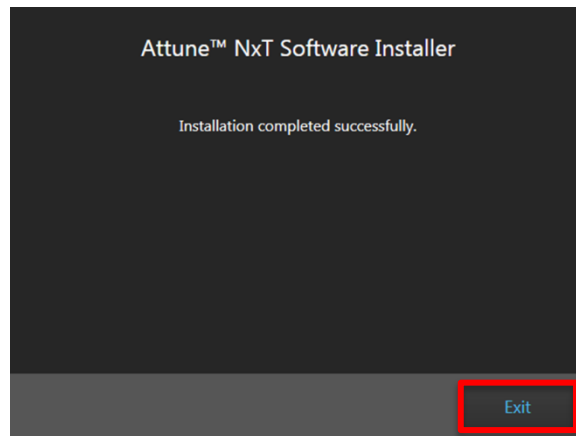 Attune™ NxT Software Installer
Installation completed successfully.
Exit